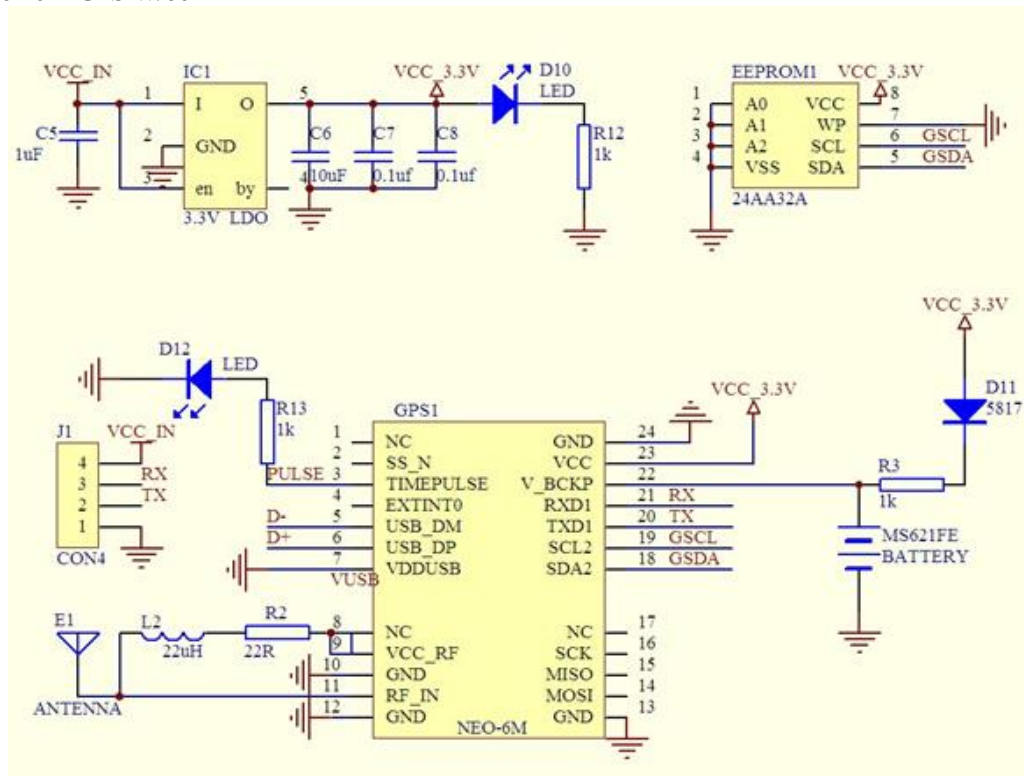 VCC_IN
IC1
1
I
O
5
2
GND
3
en
by
4
3.3V LDO
C5
1uF
VCC_3.3V
C6
10uF
C7
0.1uf
C8
0.1uf
D10
LED
R12
1k
EEPROM1
VCC_3.3V
1
A0
VCC
8
2
A1
WP
7
3
A2
SCL
6
GSCL
4
VSS
SDA
5
GSDA
24AA32A
VCC_3.3V
D11
5817
R3
1k
MS621FE
BATTERY
D12
LED
R13
1k
J1
VCC_IN
4
3
RX
2
TX
1
CON4
GPS1
VCC_3.3V
1
NC
GND
24
2
SS_N
VCC
23
PULSE
3
TIMEPULSE
V_BCKP
22
4
EXTINT0
RXD1
21
RX
D-
5
USB_DM
TXD1
20
TX
D+
6
USB_DP
SCL2
19
GSCL
7
VDDUSB
SDA2
18
GSDA
VUSB
8
NC
NC
17
9
VCC_RF
SCK
16
10
GND
MISO
15
11
RF_IN
MOSI
14
12
GND
GND
13
NEO-6M
E1
ANTENNA
L2
22uH
R2
22R